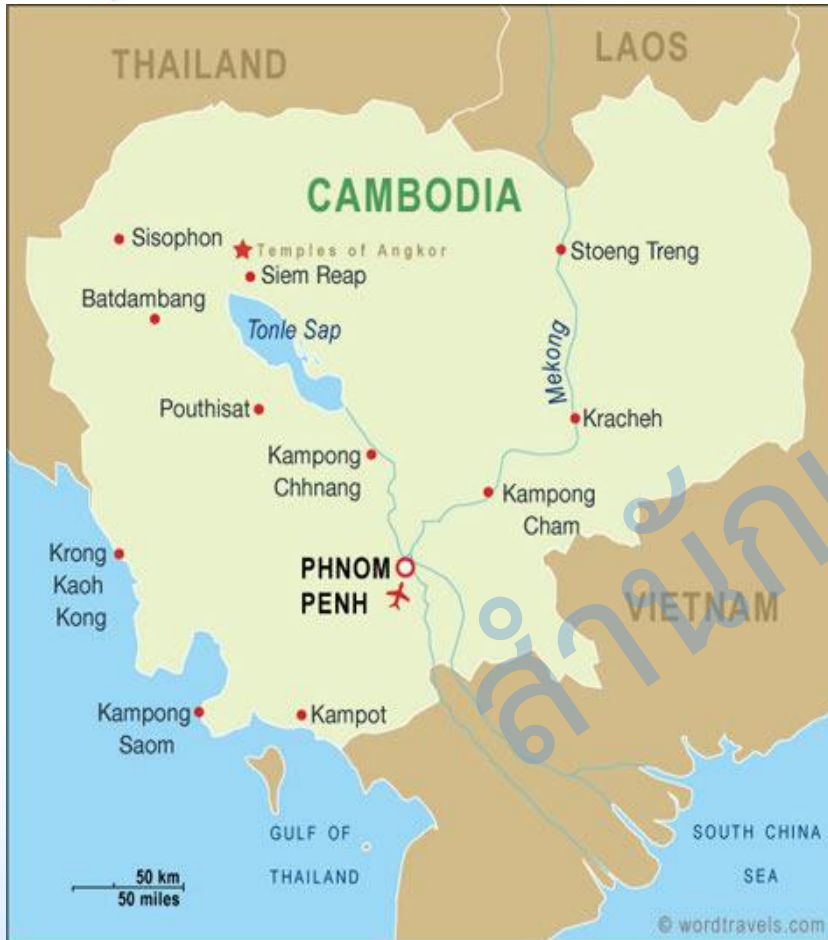 THAILAND
LAOS
CAMBODIA
Sisophon
Temples of Angkor
Siem Reap
Stoeng Treng
Batdambang
Tonle Sap
Mekong
Pouthisat
Kracheh
Kampong
Chhnang
Kampong
Cham
Krong
Kaoh
Kong
PHNOM
PENH
VIETNAM
Kampong
Saom
Kampot
GULF OF
THAILAND
SOUTH CHINA
SEA
50 km
50 miles
© wordtravels.com